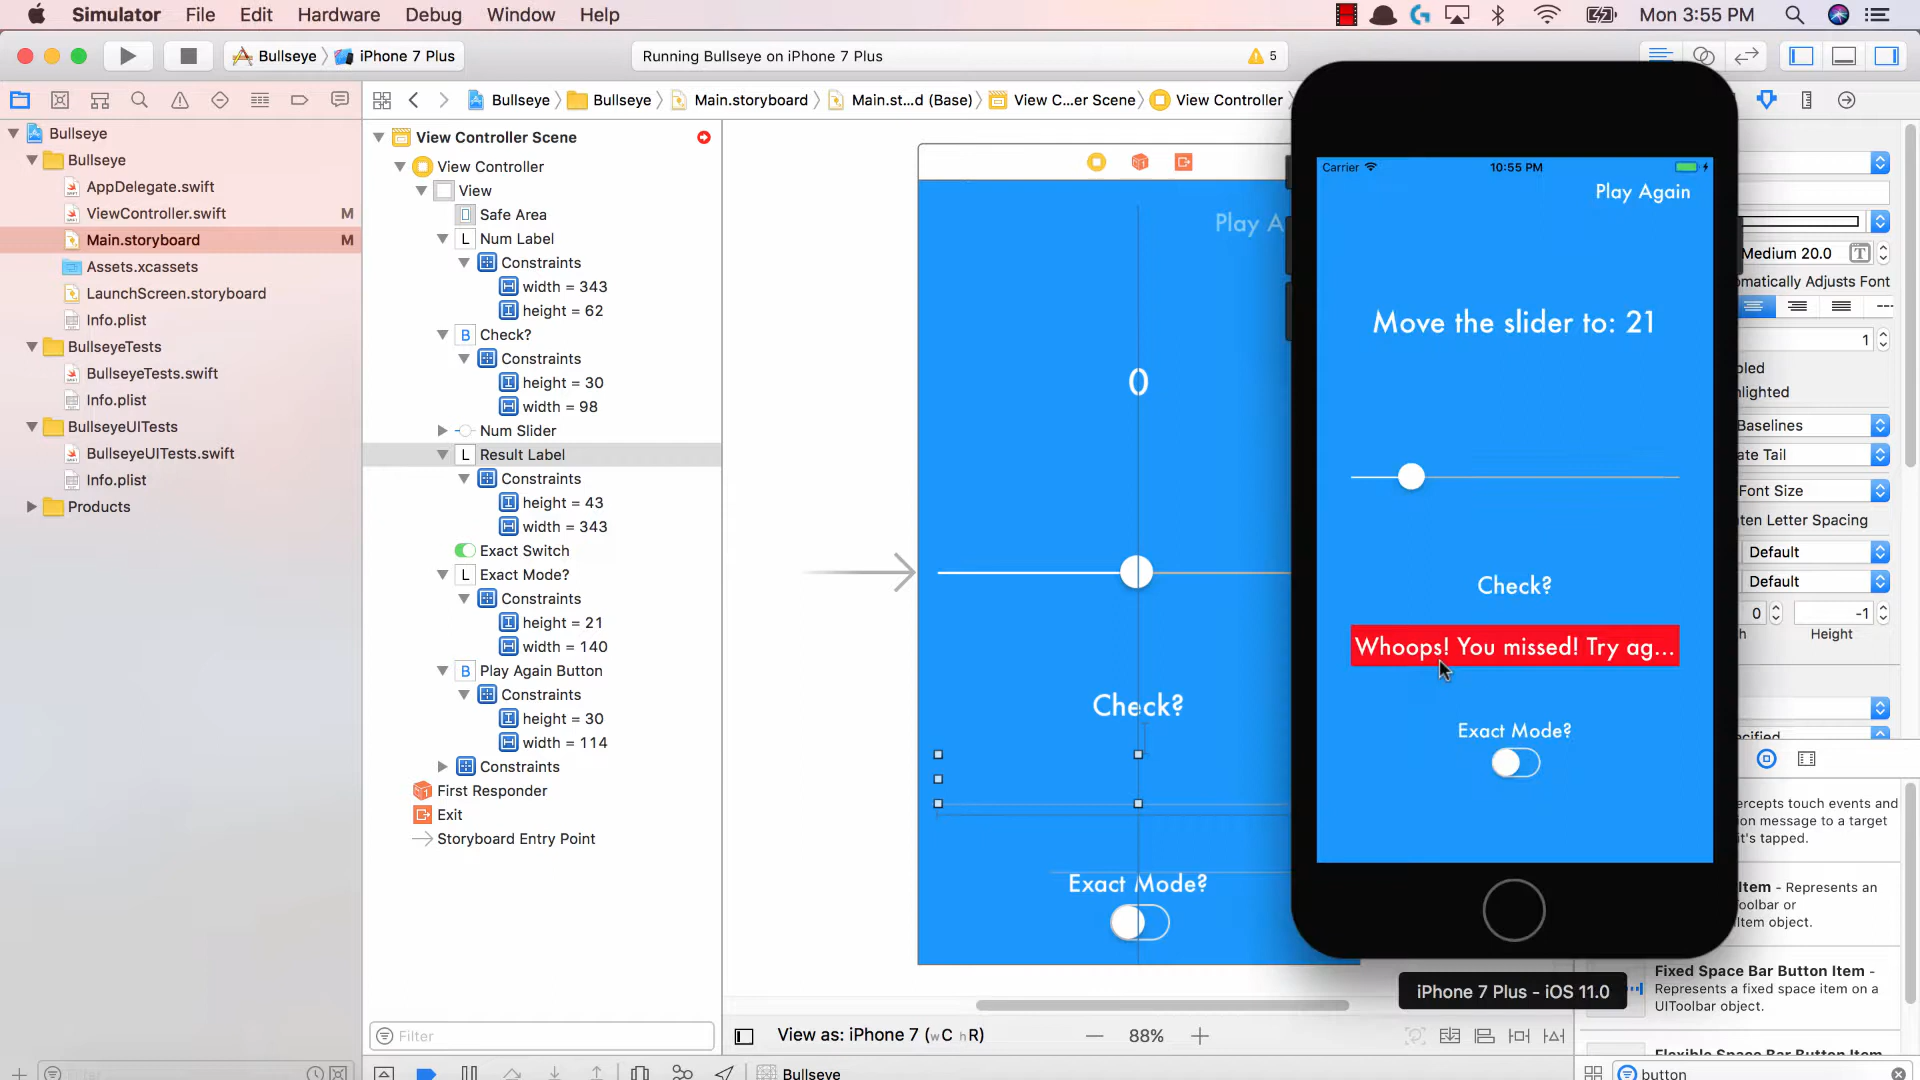 Simulator File Edit Hardware Debug Window Help Mon 3:55 PM
Bullseye iPhone 7 Plus
Running Bullseye on iPhone 7 Plus
5
Bullseye Bullseye Main.storyboard Main.st...d (Base) View C...er Scene View Controller
Bullseye
Bullseye
AppDelegate.swift
ViewController.swift M
Main.storyboard M
Assets.xcassets
LaunchScreen.storyboard
Info.plist
BullseyeTests
BullseyeTests.swift
Info.plist
BullseyeUITests
BullseyeUITests.swift
Info.plist
Products
View Controller Scene
View Controller
View
Safe Area
L Num Label
Constraints
width = 343
height = 62
B Check?
Constraints
height = 30
width = 98
Num Slider
L Result Label
Constraints
height = 43
width = 343
Exact Switch
L Exact Mode?
Constraints
height = 21
width = 140
B Play Again Button
Constraints
height = 30
width = 114
Constraints
First Responder
Exit
Storyboard Entry Point
Filter
Play A
0
Check?
Exact Mode?
View as: iPhone 7 (wC hR)
88%
Bullseye
Carrier 10:55 PM
Play Again
Move the slider to: 21
Check?
Whoops! You missed! Try ag...
Exact Mode?
iPhone 7 Plus - iOS 11.0
Medium 20.0 T
omatically Adjusts Font
1
bled
hlighted
Baselines
ate Tail
Font Size
ten Letter Spacing
Default
Default
0 -1
h Height
ecified
ercepts touch events and
ion message to a target
it's tapped.
Item - Represents an
oolbar or
Item object.
Fixed Space Bar Button Item -
Represents a fixed space item on a
UIToolbar object.
Flexible Space Bar Button Item
button